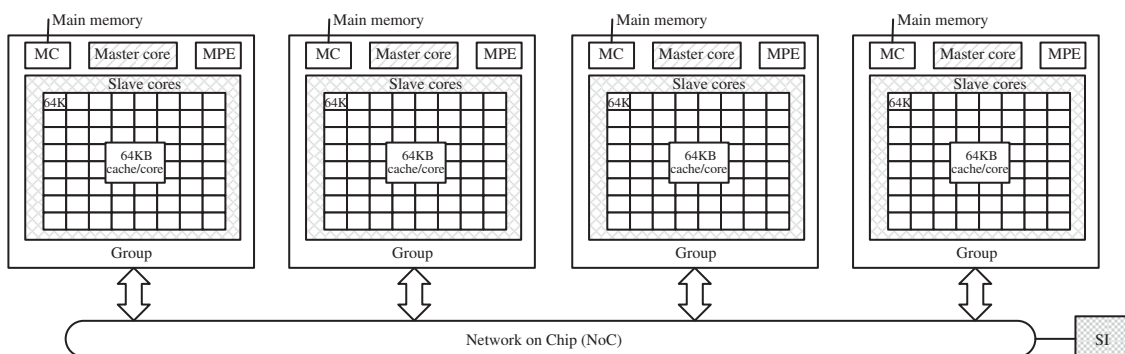 Main memory Main memory Main memory Main memory
MC Master core MPE MC Master core MPE MC Master core MPE MC Master core MPE
Slave cores Slave cores Slave cores Slave cores
64K 64K 64K 64K
64KB 64KB 64KB 64KB
cache/core cache/core cache/core cache/core
Group Group Group Group
Network on Chip (NoC) SI